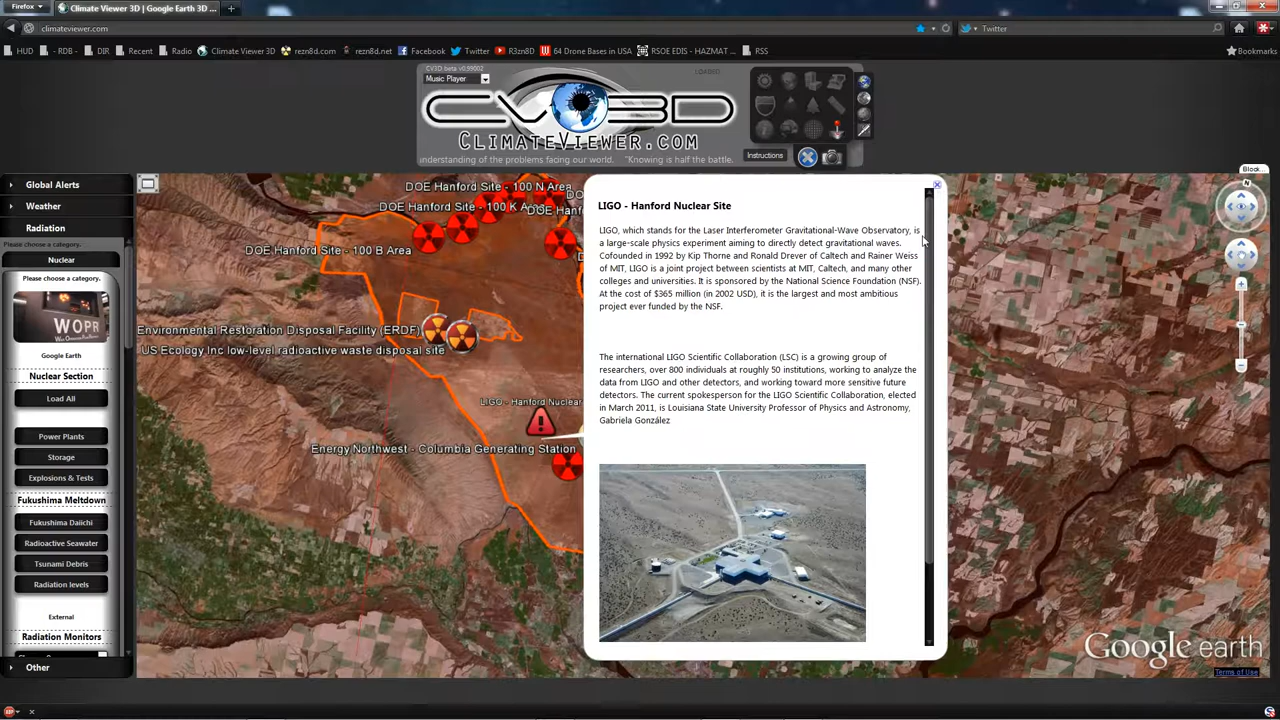 Firefox
Climate Viewer 3D | Google Earth 3D ...
climateviewer.com
Twitter
HUD
- RDB -
DIR
Recent
Radio
Climate Viewer 3D
rezn8d.com
rezn8d.net
Facebook
Twitter
R3zn8D
64 Drone Bases in USA
RSOE EDIS - HAZMAT ...
RSS
Bookmarks
CV3D beta v0.99002
Music Player
LOADED
CV3D
CLIMATEVIEWER.COM
understanding of the problems facing our world. "Knowing is half the battle.
Instructions
Block...
Global Alerts
Weather
Radiation
Please choose a category.
Nuclear
Please choose a category.
WOPR
Google Earth
Nuclear Section
Load All
Power Plants
Storage
Explosions & Tests
Fukushima Meltdown
Fukushima Daiichi
Radioactive Seawater
Tsunami Debris
Radiation levels
External
Radiation Monitors
Other
DOE Hanford Site - 100 N Area
DOE Hanford Site - 100 K Area
DOE Hanf
DOE Hanford Site - 100 B Area
Environmental Restoration Disposal Facility (ERDF)
US Ecology Inc low-level radioactive waste disposal site
LIGO - Hanford Nuclear
Energy Northwest - Columbia Generating Station
LIGO - Hanford Nuclear Site
LIGO, which stands for the Laser Interferometer Gravitational-Wave Observatory, is
a large-scale physics experiment aiming to directly detect gravitational waves.
Cofounded in 1992 by Kip Thorne and Ronald Drever of Caltech and Rainer Weiss
of MIT, LIGO is a joint project between scientists at MIT, Caltech, and many other
colleges and universities. It is sponsored by the National Science Foundation (NSF).
At the cost of $365 million (in 2002 USD), it is the largest and most ambitious
project ever funded by the NSF.
The international LIGO Scientific Collaboration (LSC) is a growing group of
researchers, over 800 individuals at roughly 50 institutions, working to analyze the
data from LIGO and other detectors, and working toward more sensitive future
detectors. The current spokesperson for the LIGO Scientific Collaboration, elected
in March 2011, is Louisiana State University Professor of Physics and Astronomy,
Gabriela González
N
Google earth
Terms of Use